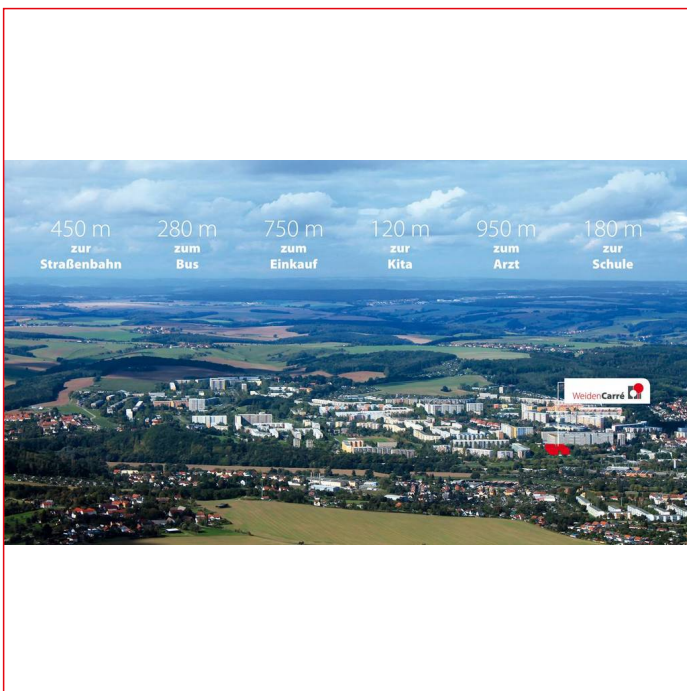 450 m
zur
Straßenbahn
280 m
zum
Bus
750 m
zum
Einkauf
120 m
zur
Kita
950 m
zum
Arzt
180 m
zur
Schule
WeidenCarré